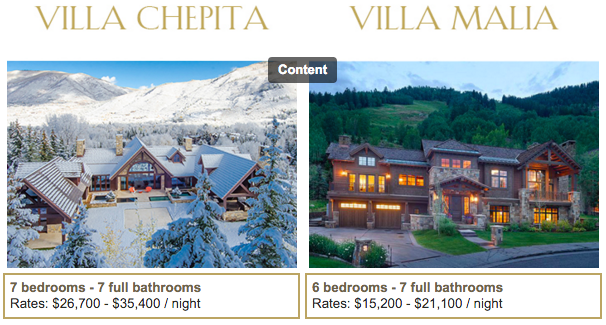 VILLA CHEPITA
VILLA MALIA
Content
7 bedrooms - 7 full bathrooms
Rates: $26,700 - $35,400 / night
6 bedrooms - 7 full bathrooms
Rates: $15,200 - $21,100 / night